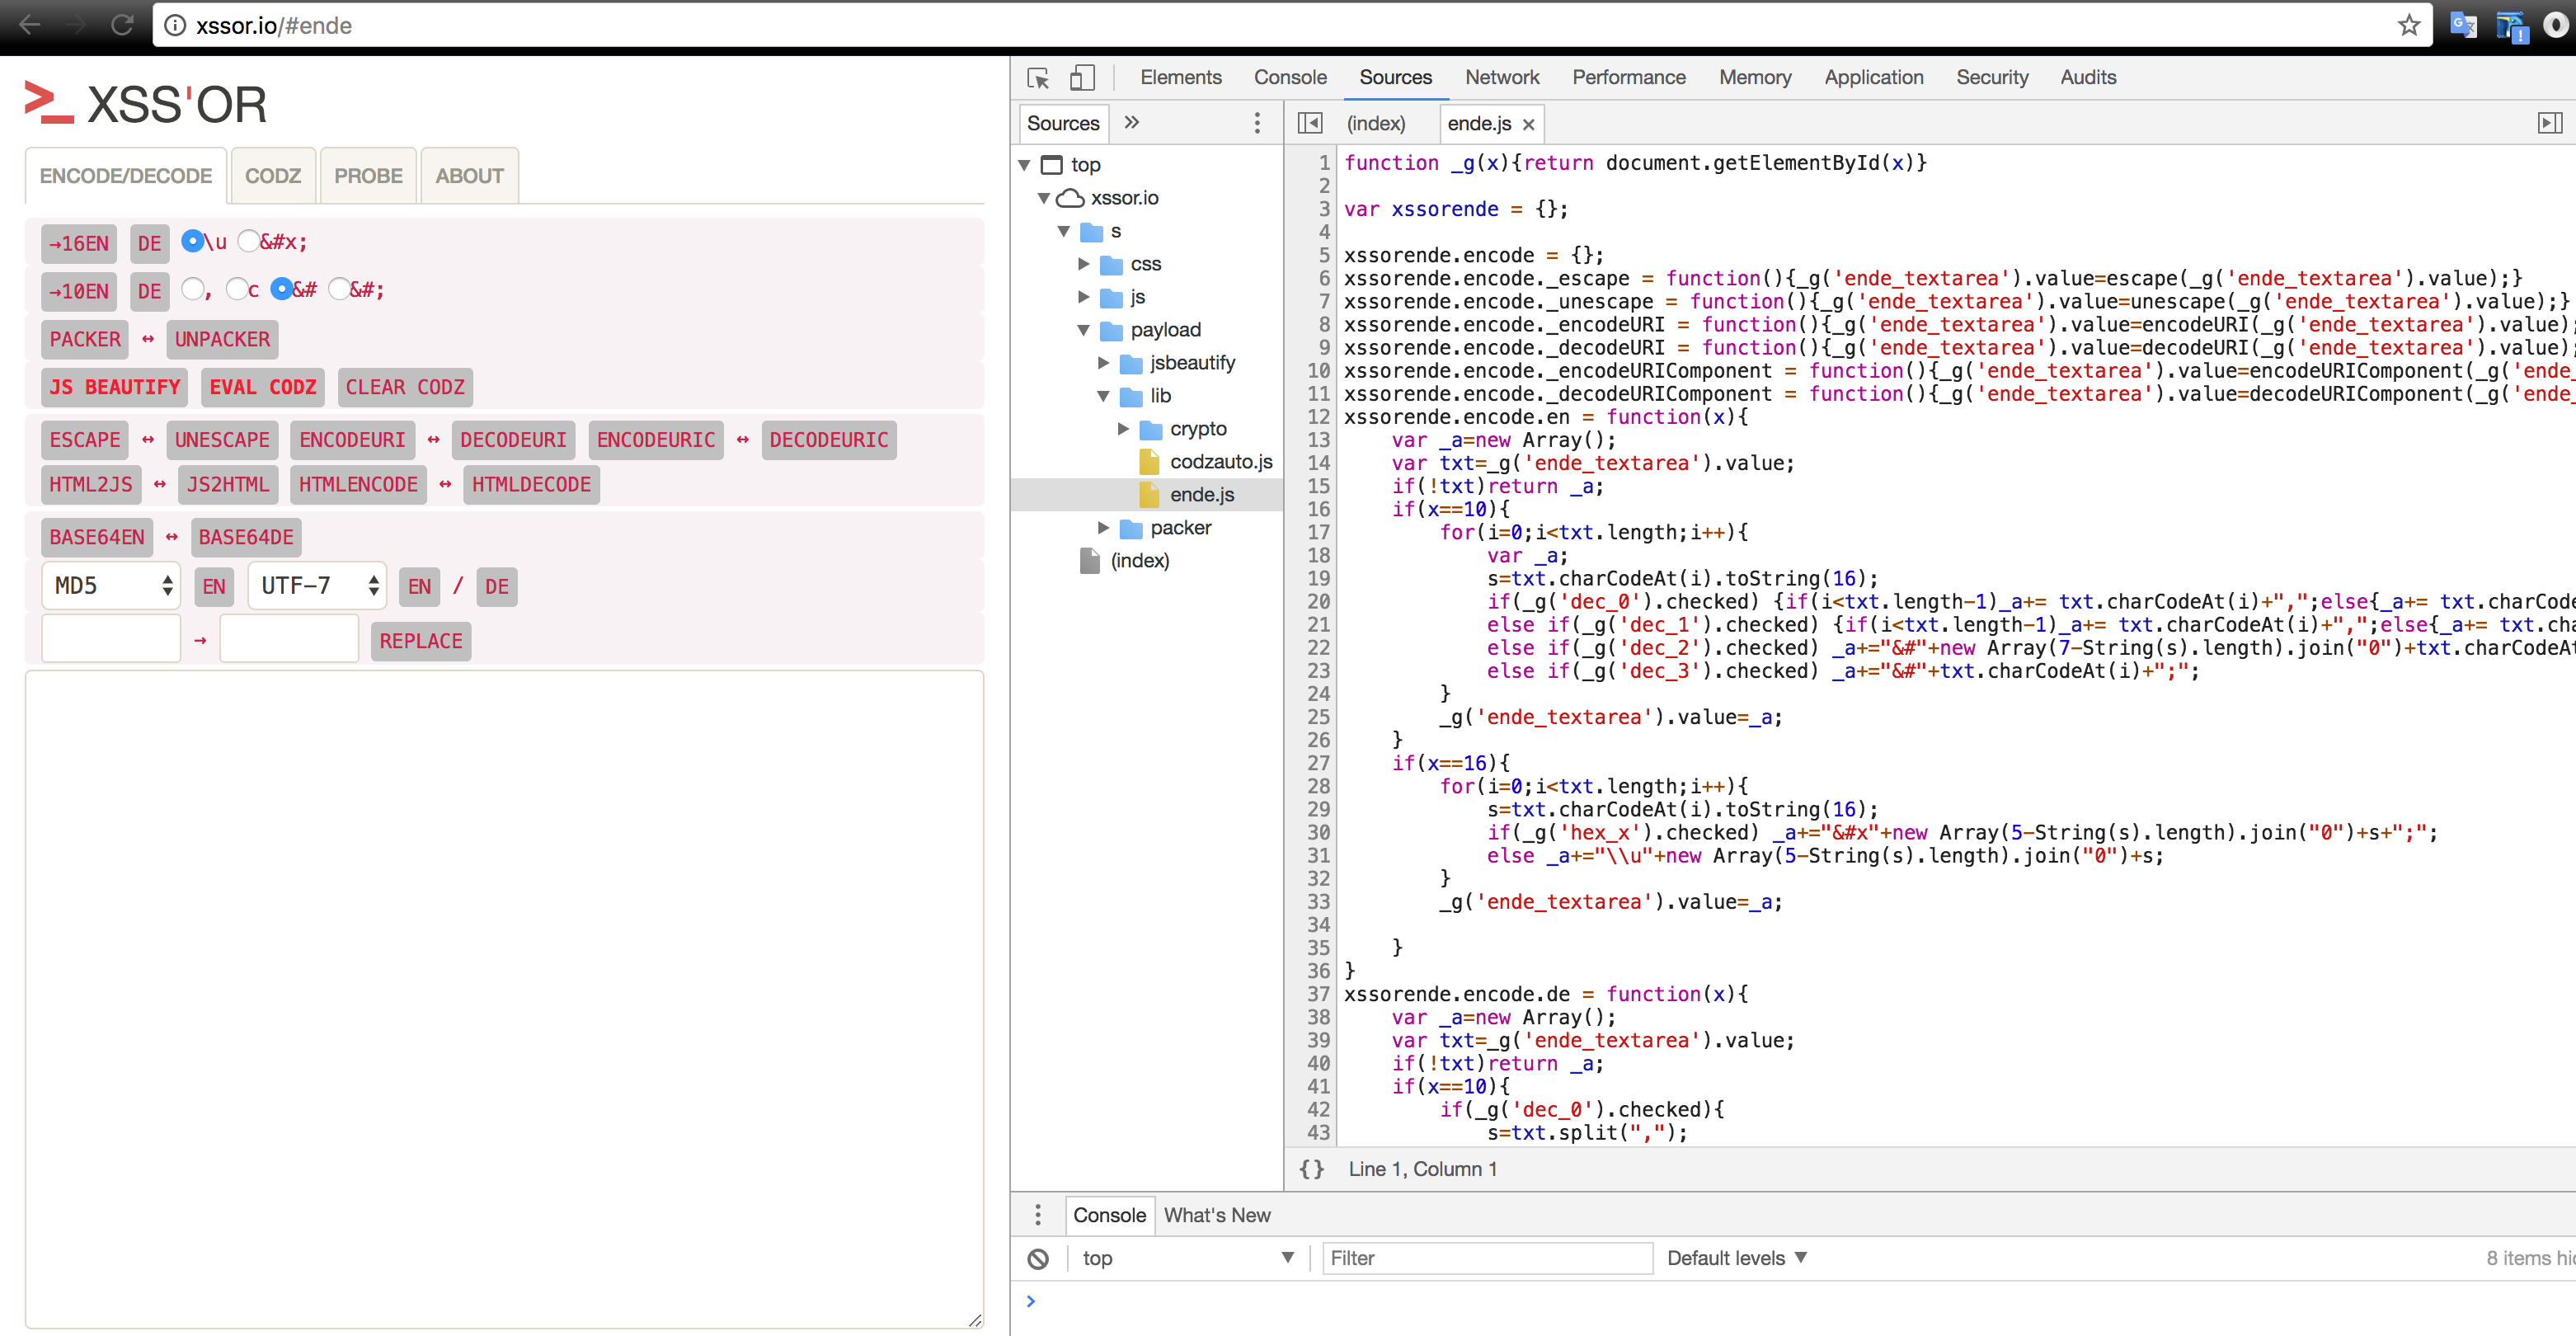 xssor.io/#ende
>_ XSS'OR
ENCODE/DECODE CODZ PROBE ABOUT
→16EN DE \u &#x;
→10EN DE , c &# &#;
PACKER ↔ UNPACKER
JS BEAUTIFY EVAL CODZ CLEAR CODZ
ESCAPE ↔ UNESCAPE ENCODEURI ↔ DECODEURI ENCODEURIC ↔ DECODEURIC
HTML2JS ↔ JS2HTML HTMLENCODE ↔ HTMLDECODE
BASE64EN ↔ BASE64DE
MD5 EN UTF-7 EN / DE
→ REPLACE
Elements Console Sources Network Performance Memory Application Security Audits
Sources »
top
xssor.io
s
css
js
payload
jsbeautify
lib
crypto
codzauto.js
ende.js
packer
(index)
(index) ende.js ×
1 function _g(x){return document.getElementById(x)}
2
3 var xssorende = {};
4
5 xssorende.encode = {};
6 xssorende.encode._escape = function(){_g('ende_textarea').value=escape(_g('ende_textarea').value);}
7 xssorende.encode._unescape = function(){_g('ende_textarea').value=unescape(_g('ende_textarea').value);}
8 xssorende.encode._encodeURI = function(){_g('ende_textarea').value=encodeURI(_g('ende_textarea').value);
9 xssorende.encode._decodeURI = function(){_g('ende_textarea').value=decodeURI(_g('ende_textarea').value);
10 xssorende.encode._encodeURIComponent = function(){_g('ende_textarea').value=encodeURIComponent(_g('ende_
11 xssorende.encode._decodeURIComponent = function(){_g('ende_textarea').value=decodeURIComponent(_g('ende_
12 xssorende.encode.en = function(x){
13     var _a=new Array();
14     var txt=_g('ende_textarea').value;
15     if(!txt)return _a;
16     if(x==10){
17         for(i=0;i<txt.length;i++){
18             var _a;
19             s=txt.charCodeAt(i).toString(16);
20             if(_g('dec_0').checked) {if(i<txt.length-1)_a+= txt.charCodeAt(i)+",";else{_a+= txt.charCode
21             else if(_g('dec_1').checked) {if(i<txt.length-1)_a+= txt.charCodeAt(i)+",";else{_a+= txt.cha
22             else if(_g('dec_2').checked) _a+="&#"+new Array(7-String(s).length).join("0")+txt.charCodeAt
23             else if(_g('dec_3').checked) _a+="&#"+txt.charCodeAt(i)+";";
24         }
25         _g('ende_textarea').value=_a;
26     }
27     if(x==16){
28         for(i=0;i<txt.length;i++){
29             s=txt.charCodeAt(i).toString(16);
30             if(_g('hex_x').checked) _a+="&#x"+new Array(5-String(s).length).join("0")+s+";";
31             else _a+="\\u"+new Array(5-String(s).length).join("0")+s;
32         }
33         _g('ende_textarea').value=_a;
34
35     }
36 }
37 xssorende.encode.de = function(x){
38     var _a=new Array();
39     var txt=_g('ende_textarea').value;
40     if(!txt)return _a;
41     if(x==10){
42         if(_g('dec_0').checked){
43             s=txt.split(",");
{} Line 1, Column 1
Console What's New
top Filter Default levels 8 items hi
>